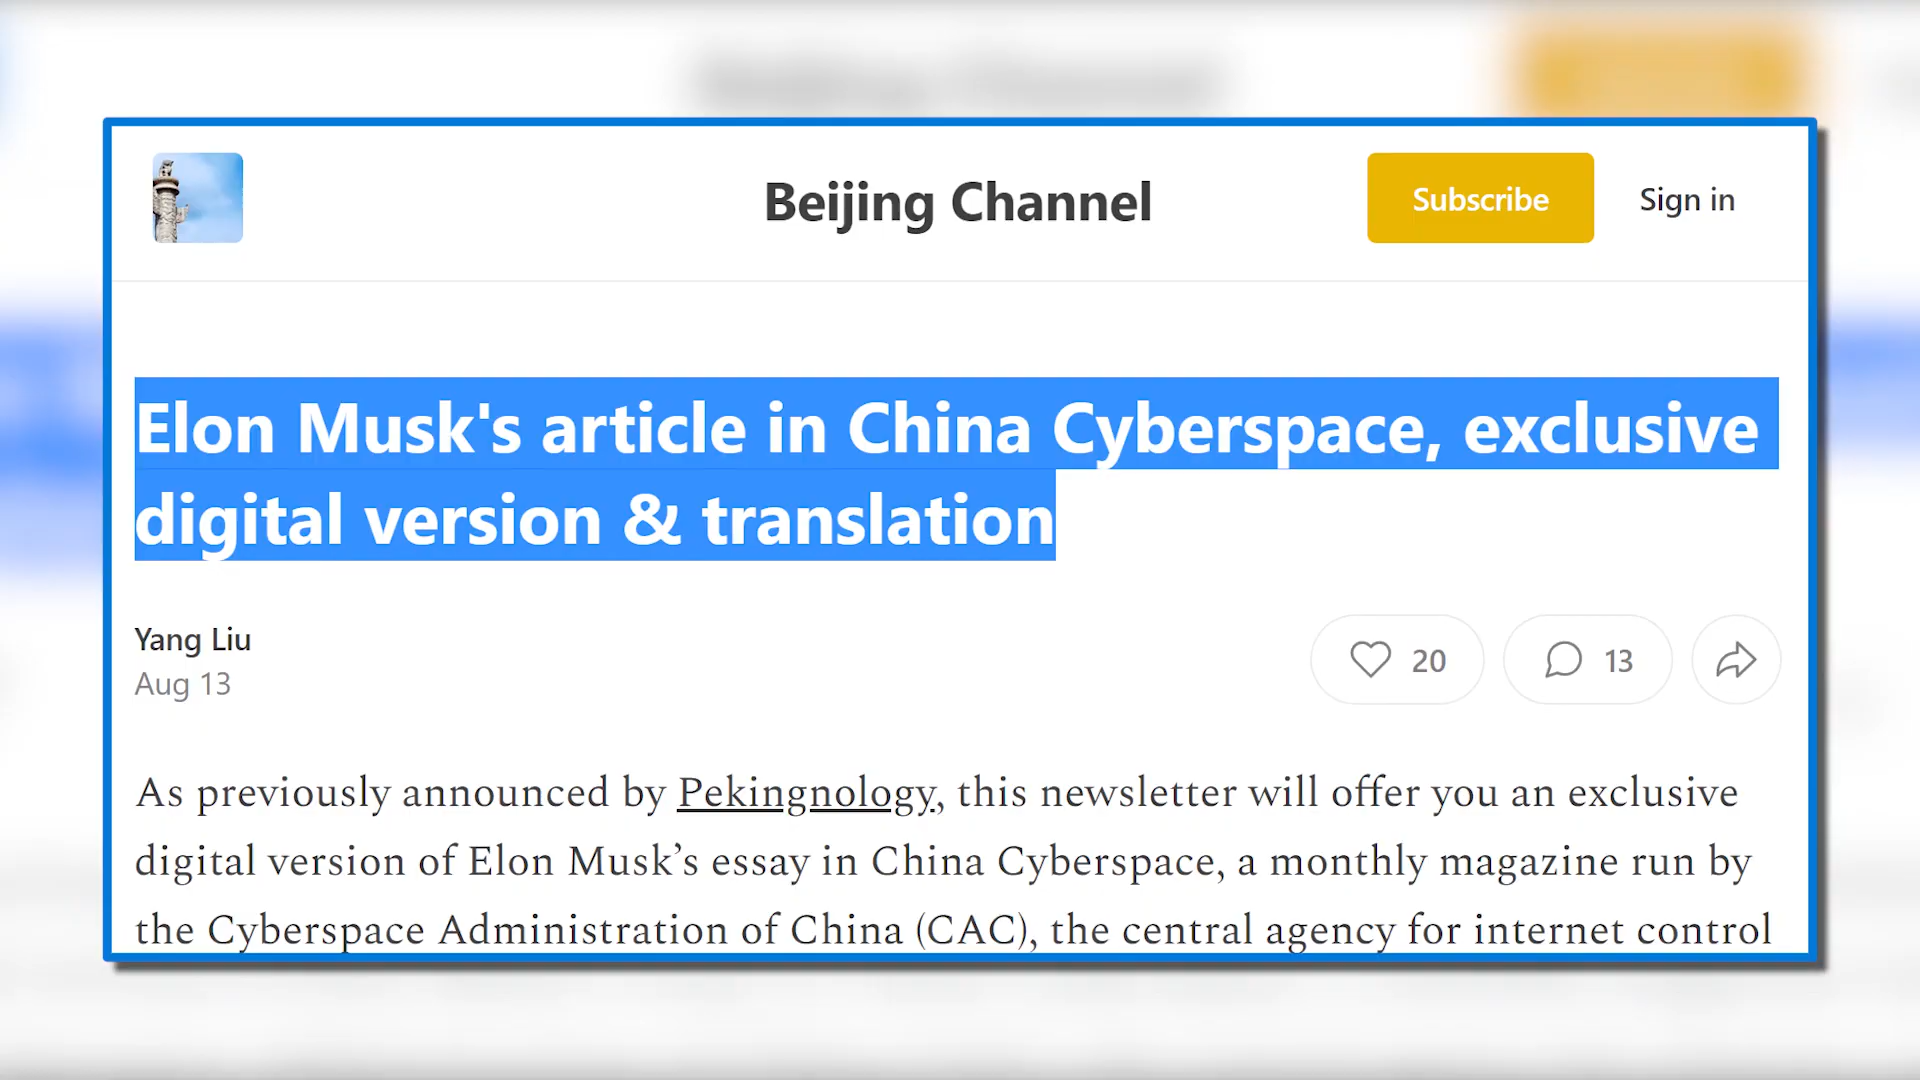 Beijing Channel
Subscribe
Sign in
Elon Musk's article in China Cyberspace, exclusive
digital version & translation
Yang Liu
Aug 13
20
13
As previously announced by Pekingnology, this newsletter will offer you an exclusive
digital version of Elon Musk’s essay in China Cyberspace, a monthly magazine run by
the Cyberspace Administration of China (CAC), the central agency for internet control